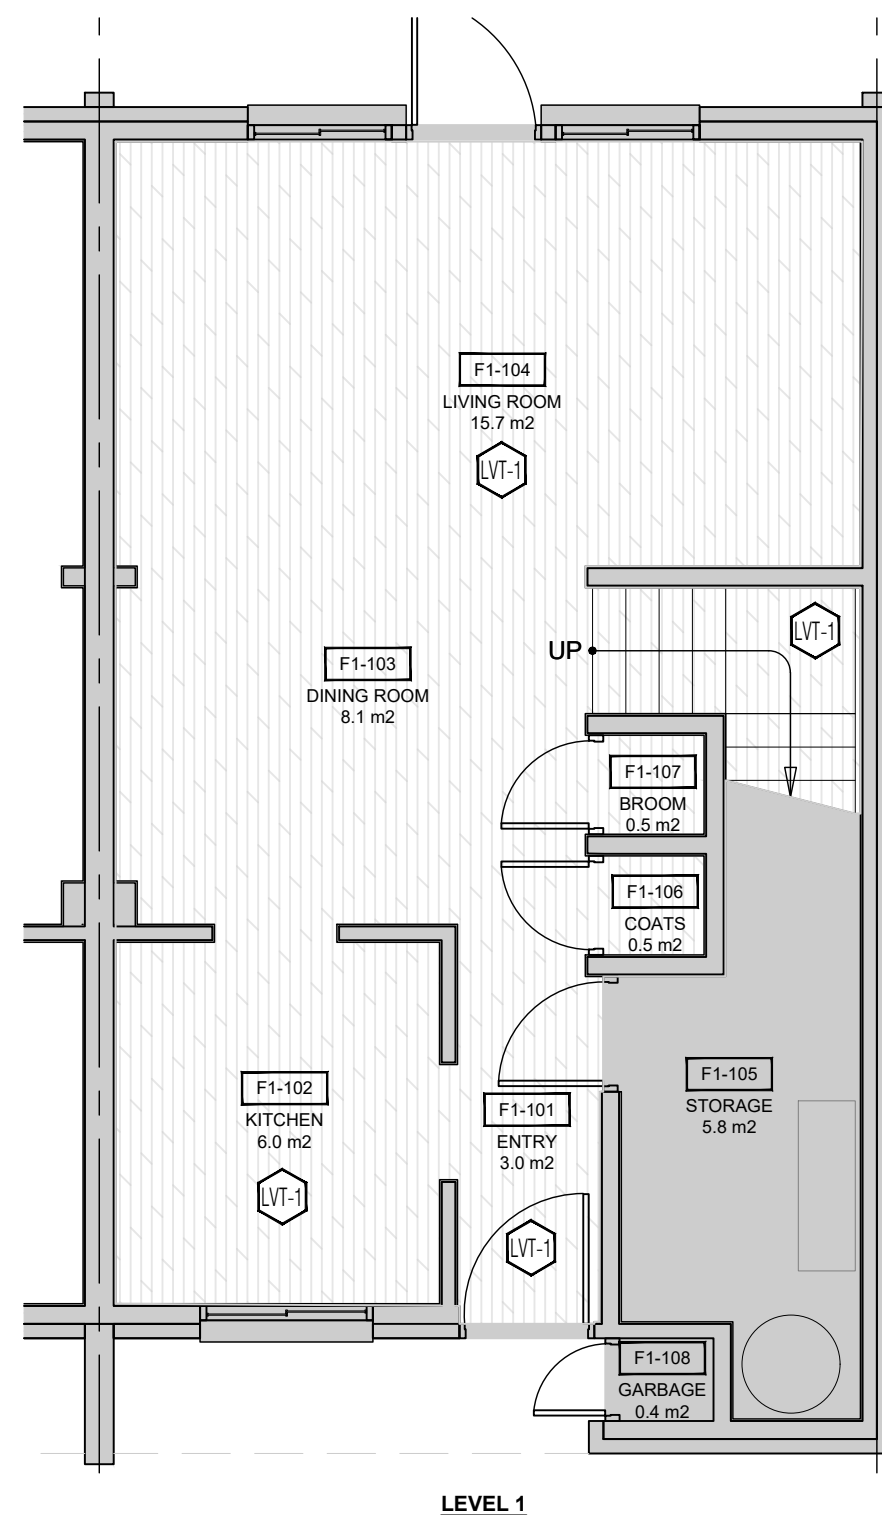 F1-104
LIVING ROOM
15.7 m2
LVT-1
LVT-1
UP
F1-103
DINING ROOM
8.1 m2
F1-107
BROOM
0.5 m2
F1-106
COATS
0.5 m2
F1-105
STORAGE
5.8 m2
F1-102
KITCHEN
6.0 m2
LVT-1
F1-101
ENTRY
3.0 m2
LVT-1
F1-108
GARBAGE
0.4 m2
LEVEL 1